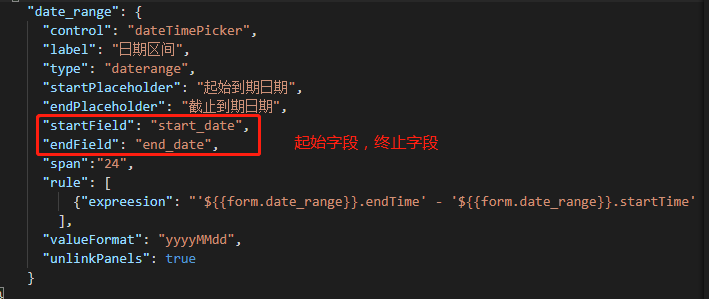 "date_range": {
"control": "dateTimePicker",
"label": "日期区间",
"type": "daterange",
"startPlaceholder": "起始到期日期",
"endPlaceholder": "截止到期日期",
"startField": "start_date",
"endField": "end_date",
起始字段，终止字段
"span":"24",
"rule": [
{"expreesion": "'${{form.date_range}}.endTime' - '${{form.date_range}}.startTime'
],
"valueFormat": "yyyyMMdd",
"unlinkPanels": true
}